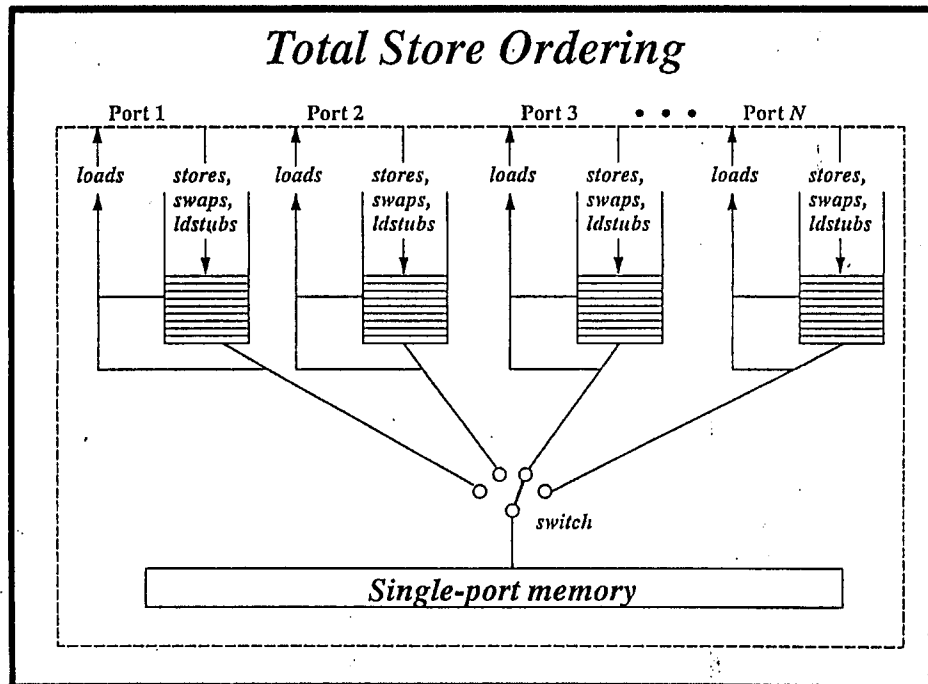 Total Store Ordering
Port 1 Port 2 Port 3 • • • Port N
loads stores, swaps, ldstubs
loads stores, swaps, ldstubs
loads stores, swaps, ldstubs
loads stores, swaps, ldstubs
switch
Single-port memory